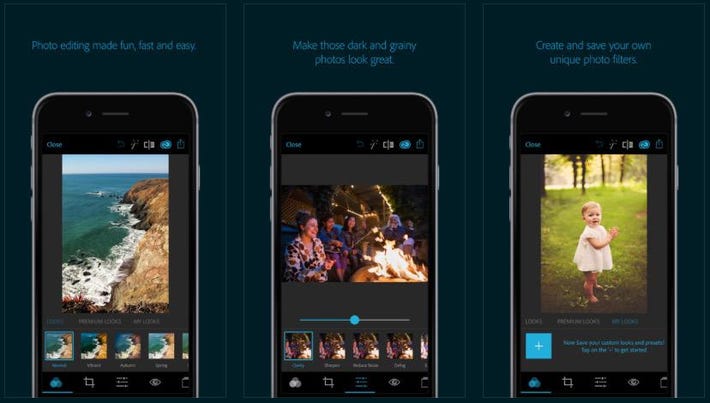 Photo editing made fun, fast and easy.
Make those dark and grainy
photos look great.
Create and save your own
unique photo filters.
Close
LOOKS PREMIUM LOOKS MY LOOKS
Normal Vibrant Autumn Spring
Close
Clarity Sharpen Reduce Noise Defog
Close
LOOKS PREMIUM LOOKS MY LOOKS
Now Save your custom looks and presets!
Tap on the '+' to get started!